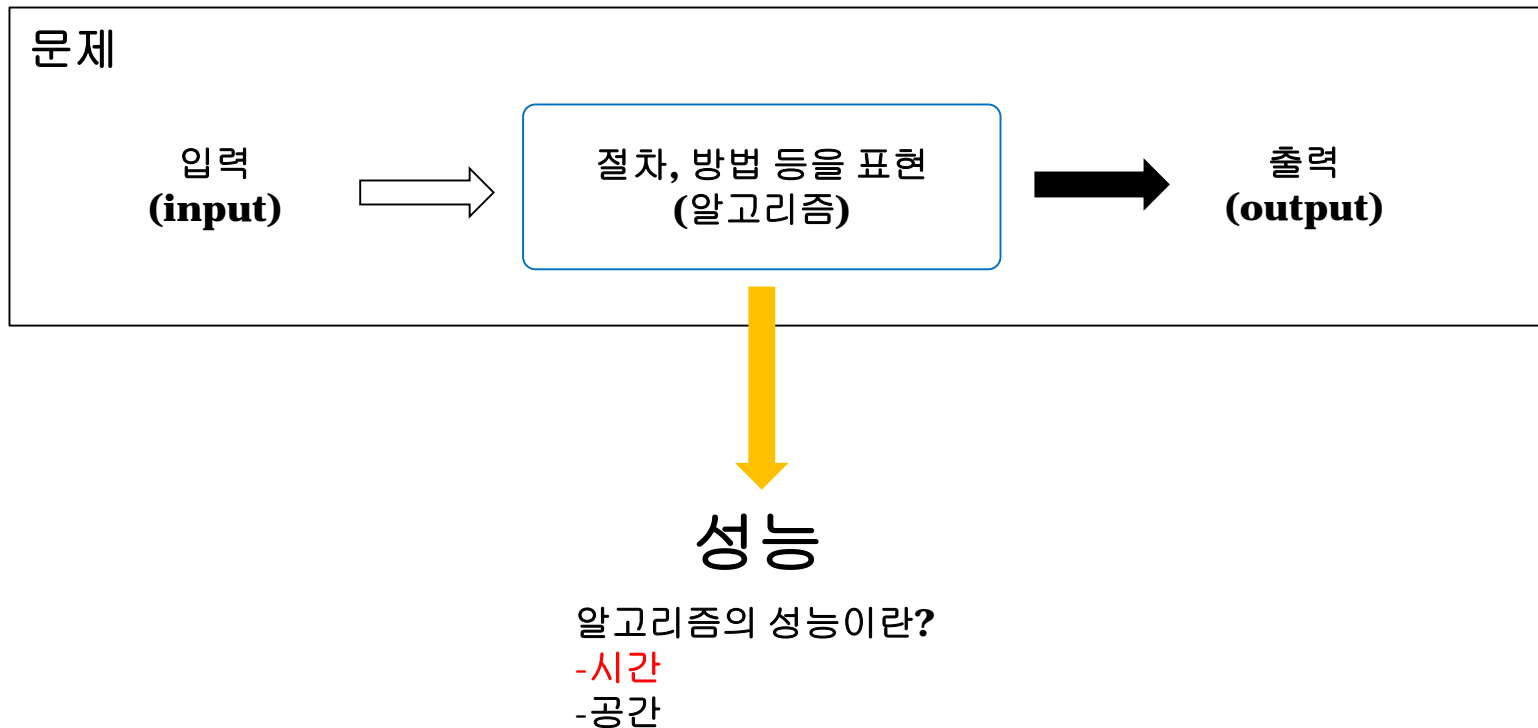 문제
입력
(input)
절차, 방법 등을 표현
(알고리즘)
출력
(output)
성능
알고리즘의 성능이란?
-시간
-공간